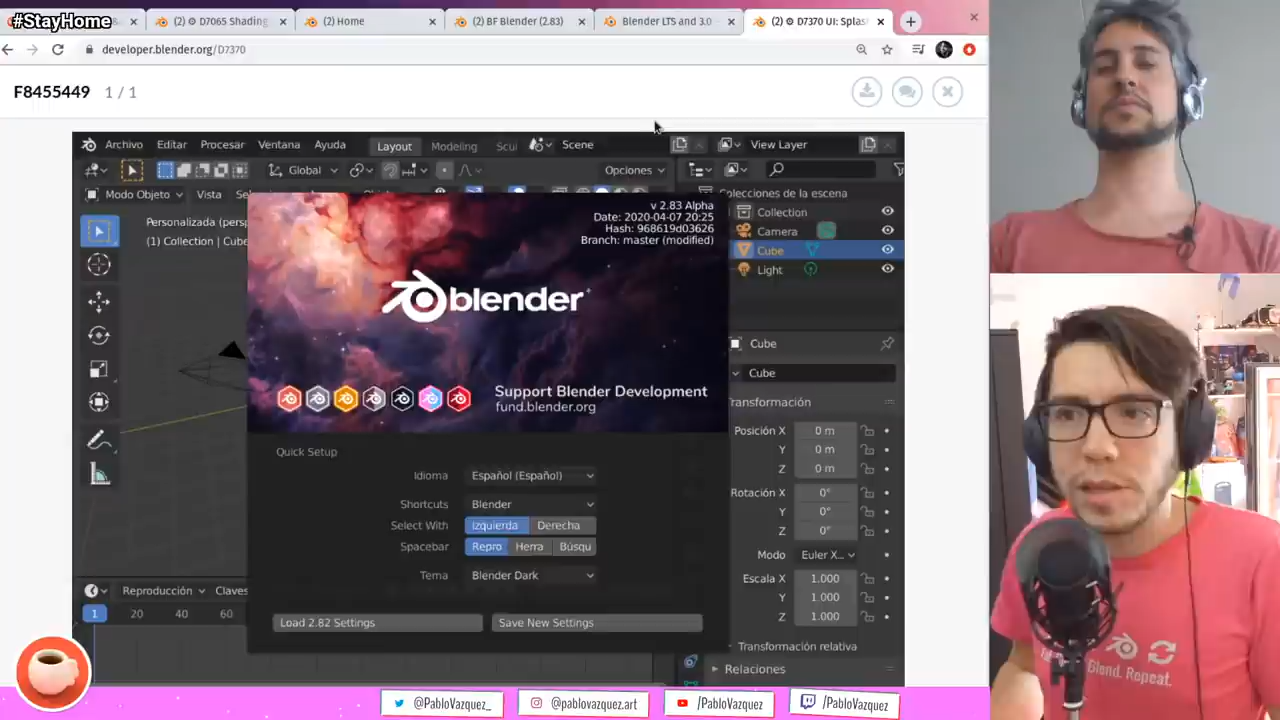 #StayHome
(2) ⚙ D7065 Shading
(2) Home
(2) BF Blender (2.83)
Blender LTS and 3.0
(2) ⚙ D7370 UI: Splas
developer.blender.org/D7370
F8455449 1 / 1
Archivo Editar Procesar Ventana Ayuda Layout Modeling Scul Scene View Layer
Global Opciones
Modo Objeto Vista
Colecciones de la escena
Personalizada (persp
(1) Collection | Cube
Collection
Camera
Cube
Light
v 2.83 Alpha
Date: 2020-04-07 20:25
Hash: 968619d03626
Branch: master (modified)
blender
Support Blender Development
fund.blender.org
Quick Setup
Idioma Español (Español)
Shortcuts Blender
Select With Izquierda Derecha
Spacebar Repro Herra Búsqu
Tema Blender Dark
Load 2.82 Settings Save New Settings
Cube
Cube
Transformación
Posición X 0 m
Y 0 m
Z 0 m
Rotación X 0°
Y 0°
Z 0°
Modo Euler X...
Escala X 1.000
Y 1.000
Z 1.000
Transformación relativa
Relaciones
Reproducción Claves
1 20 40 60
Blend. Repeat.
@PabloVazquez_ @pablovazquez.art /PabloVazquez /PabloVazquez